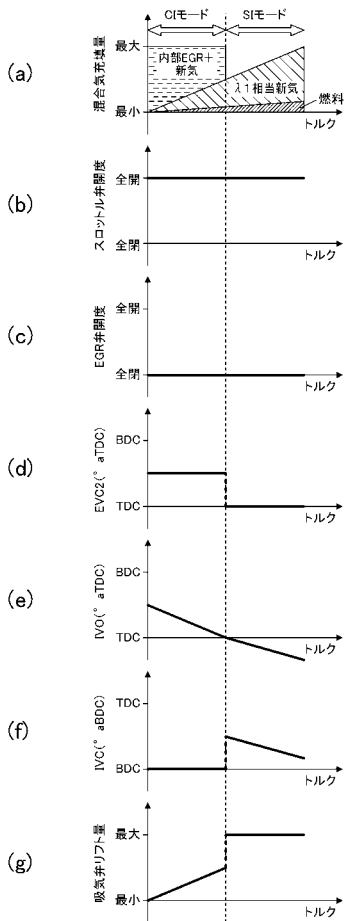 CIモード SIモード
(a) 混合気充填量 最大 最小 内部EGR+ 新気 λ1相当新気 燃料 トルク
(b) スロットル弁開度 全開 全閉 トルク
(c) EGR弁開度 全開 全閉 トルク
(d) EVC2(°aTDC) BDC TDC トルク
(e) IVO(°aTDC) BDC TDC トルク
(f) IVC(°aBDC) TDC BDC トルク
(g) 吸気弁リフト量 最大 最小 トルク